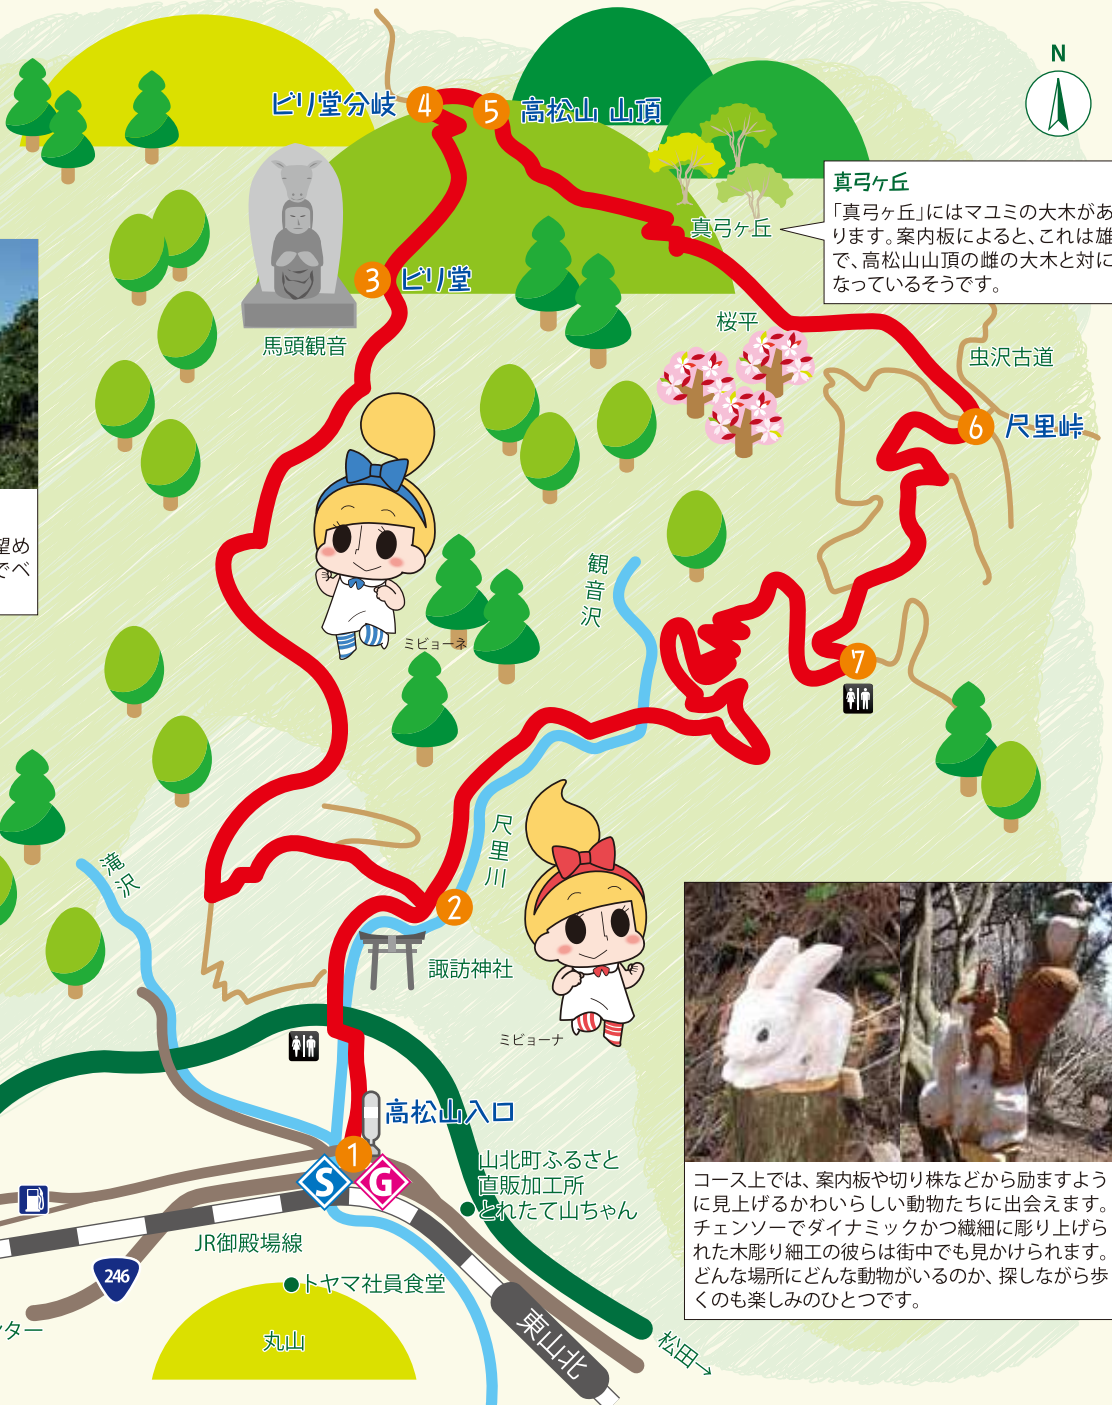 N
ビリ堂分岐
4
5
高松山 山頂
真弓ヶ丘
「真弓ヶ丘」にはマユミの大木があ
ります。案内板によると、これは雄
で、高松山山頂の雌の大木と対に
なっているそうです。
真弓ヶ丘
3
ビリ堂
馬頭観音
桜平
虫沢古道
6
尺里峠
望め
でべ
観音沢
ミビョーネ
7
尺里川
滝沢
2
諏訪神社
ミビョーナ
高松山入口
1
S
G
山北町ふるさと
直販加工所
とれたて山ちゃん
JR御殿場線
246
トヤマ社員食堂
丸山
ンター
東山北
松田→
コース上では、案内板や切り株などから励ますよう
に見上げるかわいらしい動物たちに出会えます。
チェンソーでダイナミックかつ繊細に彫り上げら
れた木彫り細工の彼らは街中でも見かけられます。
どんな場所にどんな動物がいるのか、探しながら歩
くのも楽しみのひとつです。